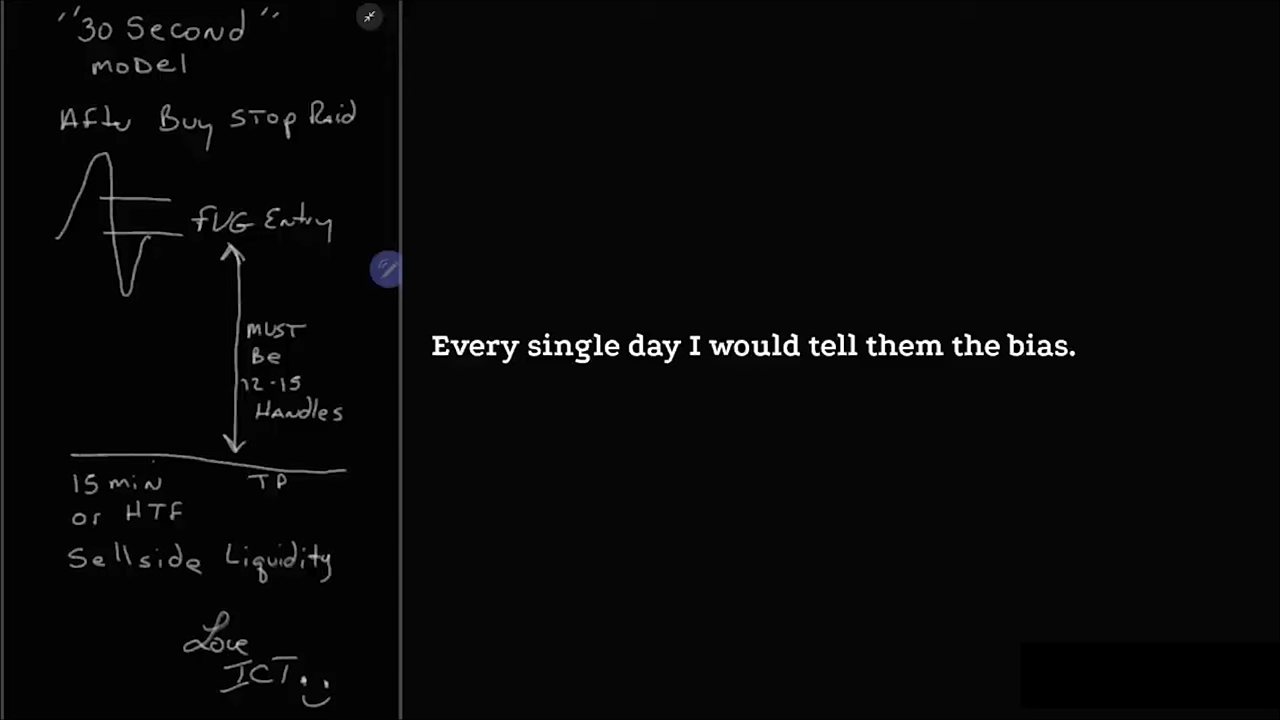 "30 Second"
moDel
After Buy STop Raid
FVG Entry
MUST
Be
12-15
HANdles
15 min
TP
or HTF
Sellside Liquidity
Love
ICT
Every single day I would tell them the bias.